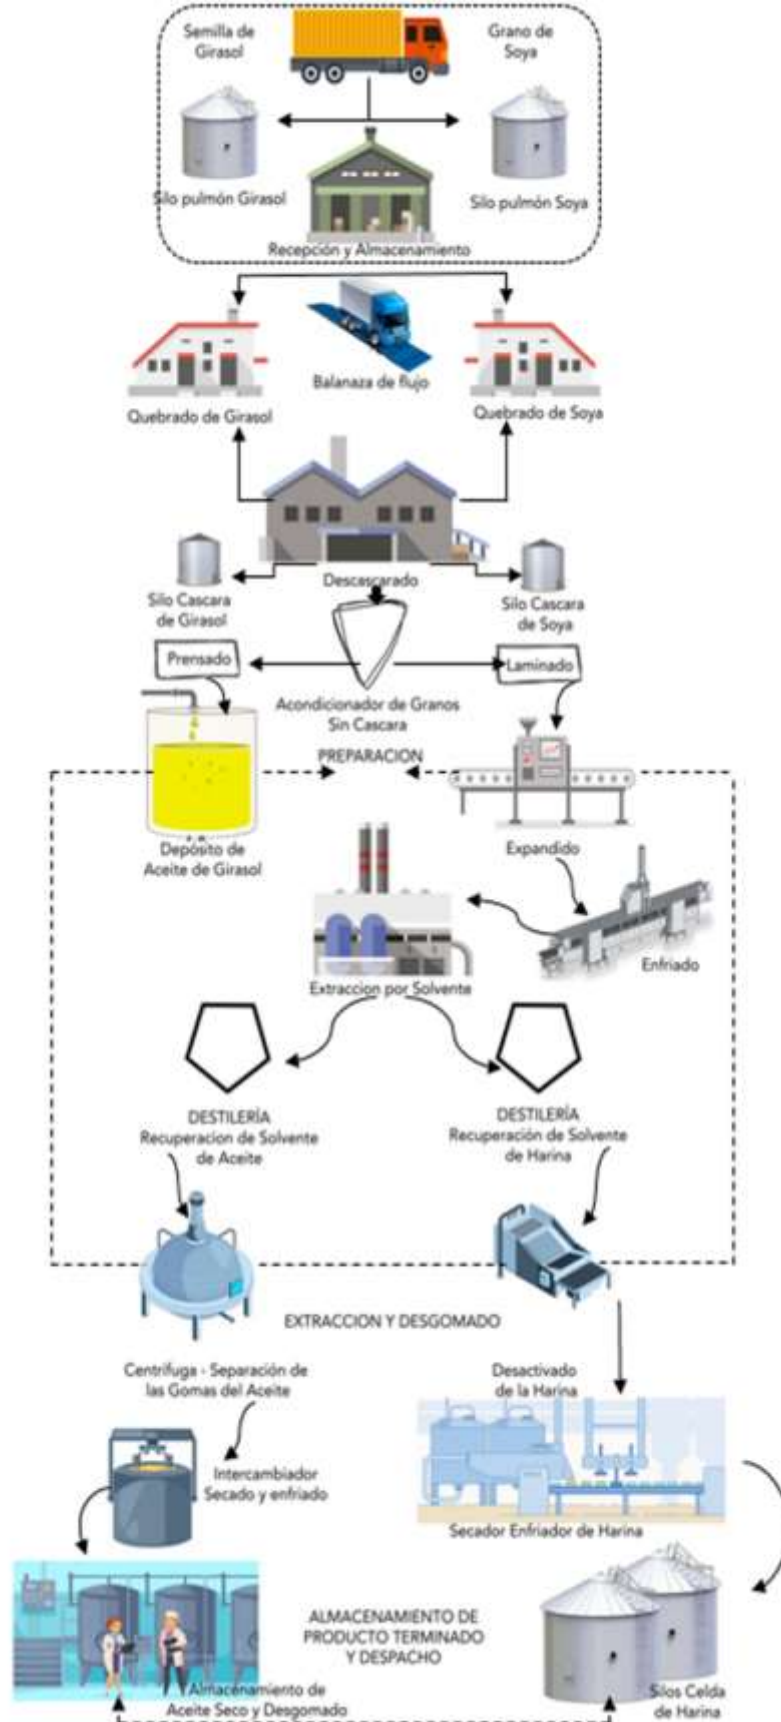 Semilla de
Girasol
Grano de
Soya
Silo pulmón Girasol
Silo pulmón Soya
Recepción y Almacenamiento
Balanaza de flujo
Quebrado de Girasol
Quebrado de Soya
Descascarado
Silo Cascara
de Girasol
Silo Cascara
de Soya
Prensado
Laminado
Acondicionador de Granos
Sin Cascara
PREPARACION
Depósito de
Aceite de Girasol
Expandido
Enfriado
Extraccion por Solvente
DESTILERÍA
Recuperacion de Solvente
de Aceite
DESTILERÍA
Recuperación de Solvente
de Harina
EXTRACCION Y DESGOMADO
Centrífuga - Separación de
las Gomas del Aceite
Desactivado
de la Harina
Intercambiador
Secado y enfriado
Secador Enfriador de Harina
ALMACENAMIENTO DE
PRODUCTO TERMINADO
Y DESPACHO
Almacenamiento de
Aceite Seco y Desgomado
Silos Celda
de Harina